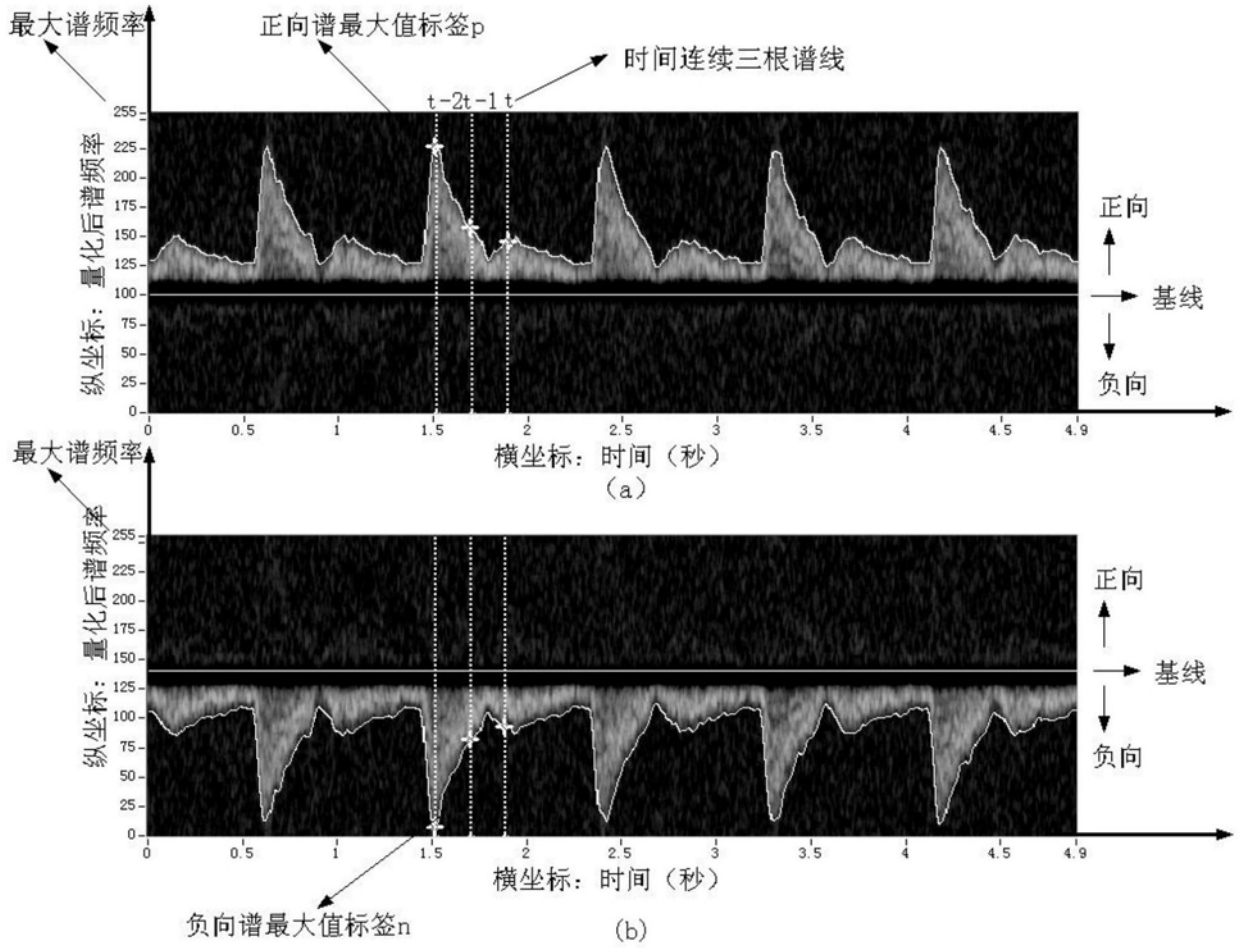 最大谱频率
正向谱最大值标签p
时间连续三根谱线
t-2t-1 t
255
225
200
175
150
125
100
75
50
25
0
纵坐标：量化后谱频率
正向
基线
负向
0 0.5 1 1.5 2 2.5 3 3.5 4 4.5 4.9
横坐标：时间（秒）
（a）
最大谱频率
255
225
200
175
150
125
100
75
50
25
0
纵坐标：量化后谱频率
正向
基线
负向
0 0.5 1 1.5 2 2.5 3 3.5 4 4.5 4.9
横坐标：时间（秒）
负向谱最大值标签n
(b)